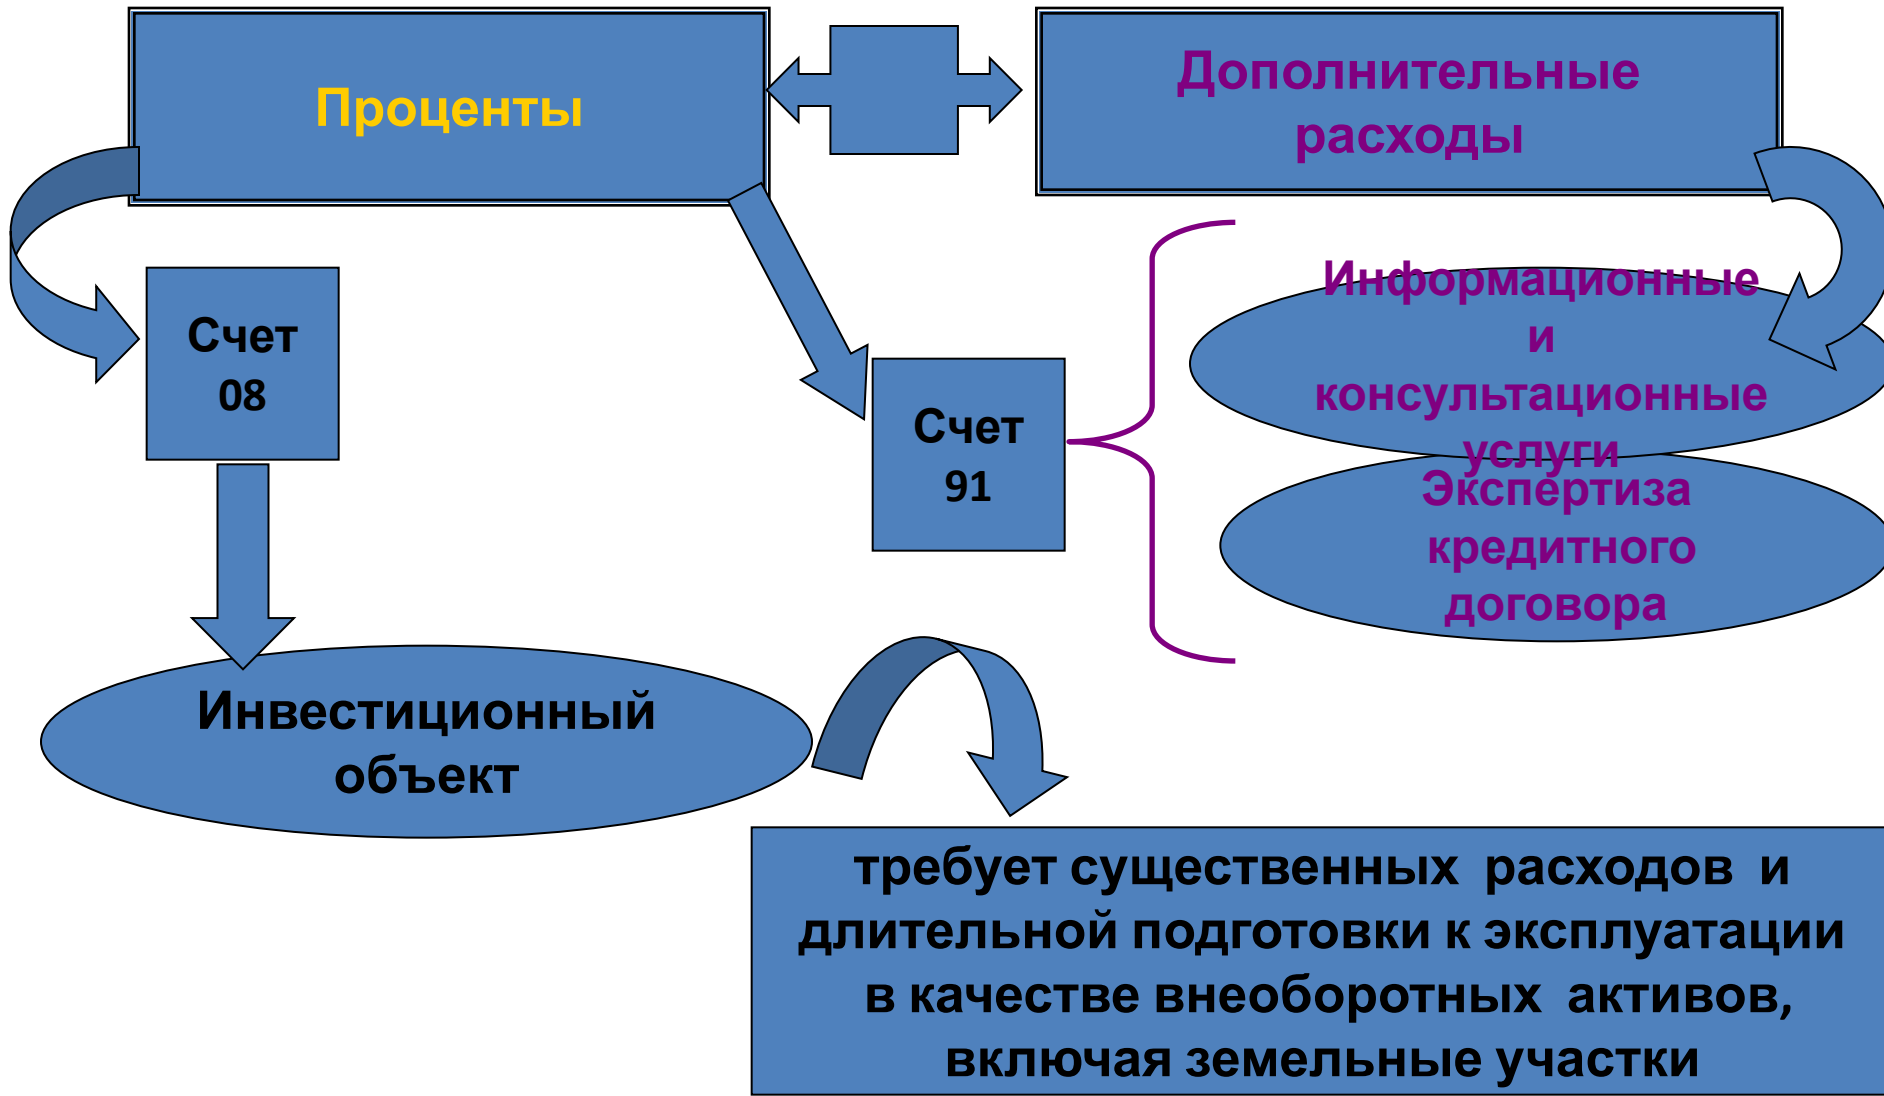 Проценты
Дополнительные
расходы
Счет
08
Счет
91
Информационные
и
консультационные
услуги
Экспертиза
кредитного
договора
Инвестиционный
объект
требует существенных расходов и
длительной подготовки к эксплуатации
в качестве внеоборотных активов,
включая земельные участки